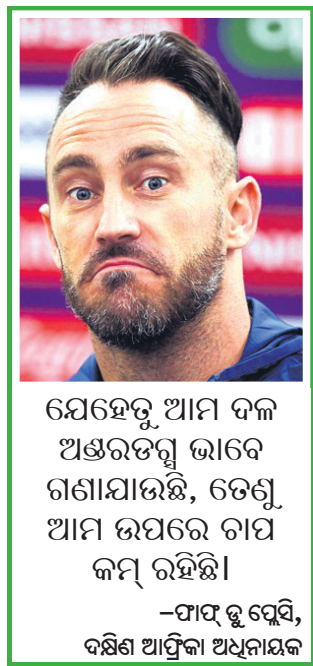 ଯେହେତୁ ଆମ ଦଳ
ଅଣ୍ଡରଡଗ୍ସ ଭାବେ
ଗଣାଯାଉଛି, ତେଣୁ
ଆମ ଉପରେ ଚାପ
କମ୍ ରହିଛି।
–ଫାଫ୍ ଡୁ ପ୍ଲେସି,
ଦକ୍ଷିଣ ଆଫ୍ରିକା ଅଧିନାୟକ